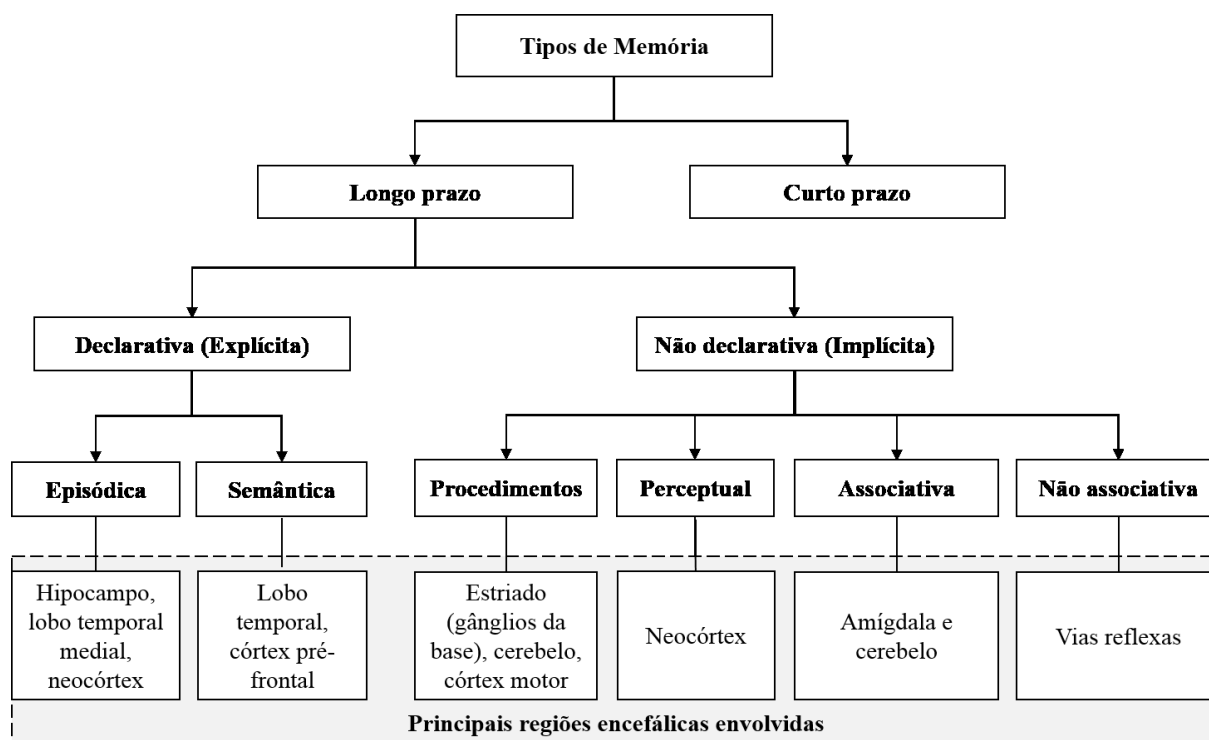 Tipos de Memória
Longo prazo
Curto prazo
Declarativa (Explícita)
Não declarativa (Implícita)
Episódica
Semântica
Procedimentos
Perceptual
Associativa
Não associativa
Hipocampo,
lobo temporal
medial,
neocórtex
Lobo
temporal,
córtex pré-
frontal
Estriado
(gânglios da
base), cerebelo,
córtex motor
Neocórtex
Amígdala e
cerebelo
Vias reflexas
Principais regiões encefálicas envolvidas